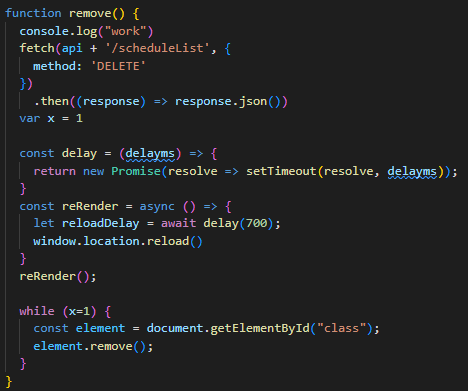 function remove() {
  console.log("work")
  fetch(api + '/scheduleList', {
    method: 'DELETE'
  })
    .then((response) => response.json())
  var x = 1

  const delay = (delayms) => {
    return new Promise(resolve => setTimeout(resolve, delayms));
  }
  const reRender = async () => {
    let reloadDelay = await delay(700);
    window.location.reload()
  }
  reRender();

  while (x=1) {
    const element = document.getElementById("class");
    element.remove();
  }
}